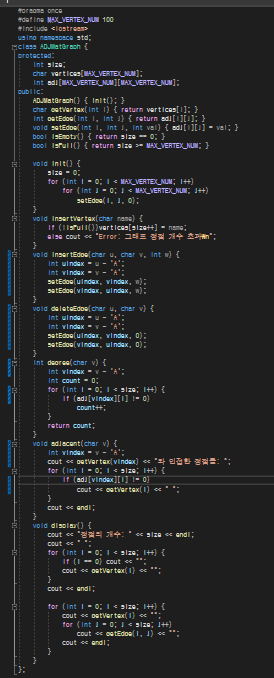 #pragma once
#define MAX_VERTEX_NUM 100
#include <iostream>
using namespace std;
class ADJMatGraph {
protected:
int size;
char vertices[MAX_VERTEX_NUM];
int adj[MAX_VERTEX_NUM][MAX_VERTEX_NUM];
public:
ADJMatGraph() { init(); }
char getVertex(int i) { return vertices[i]; }
int getEdge(int i, int j) { return adj[i][j]; }
void setEdge(int i, int j, int val) { adj[i][j] = val; }
bool isEmpty() { return size == 0; }
bool isFull() { return size >= MAX_VERTEX_NUM; }
void init() {
size = 0;
for (int i = 0; i < MAX_VERTEX_NUM; i++)
for (int j = 0; j < MAX_VERTEX_NUM; j++)
setEdge(i, j, 0);
}
void insertVertex(char name) {
if (!isFull())vertices[size++] = name;
else cout << "Error: 그래프 정점 개수 초과\n";
}
void insertEdge(char u, char v, int w) {
int uindex = u - 'A';
int vindex = v - 'A';
setEdge(uindex, vindex, w);
setEdge(vindex, uindex, w);
}
void deleteEdge(char u, char v) {
int uindex = u - 'A';
int vindex = v - 'A';
setEdge(uindex, vindex, 0);
setEdge(vindex, uindex, 0);
}
int degree(char v) {
int vindex = v - 'A';
int count = 0;
for (int i = 0; i < size; i++) {
if (adj[vindex][i] != 0)
count++;
}
return count;
}
void adjacent(char v) {
int vindex = v - 'A';
cout << getVertex(vindex) << "와 인접한 정점들: ";
for (int i = 0; i < size; i++) {
if (adj[vindex][i] != 0)
cout << getVertex(i) << " ";
}
cout << endl;
}
void display() {
cout << "정점의 개수: " << size << endl;
cout << " ";
for (int i = 0; i < size; i++) {
if (i == 0) cout << "";
cout << getVertex(i) << "";
}
cout << endl;
for (int i = 0; i < size; i++) {
cout << getVertex(i) << "";
for (int j = 0; j < size; j++)
cout << getEdge(i, j) << "";
cout << endl;
}
}
};